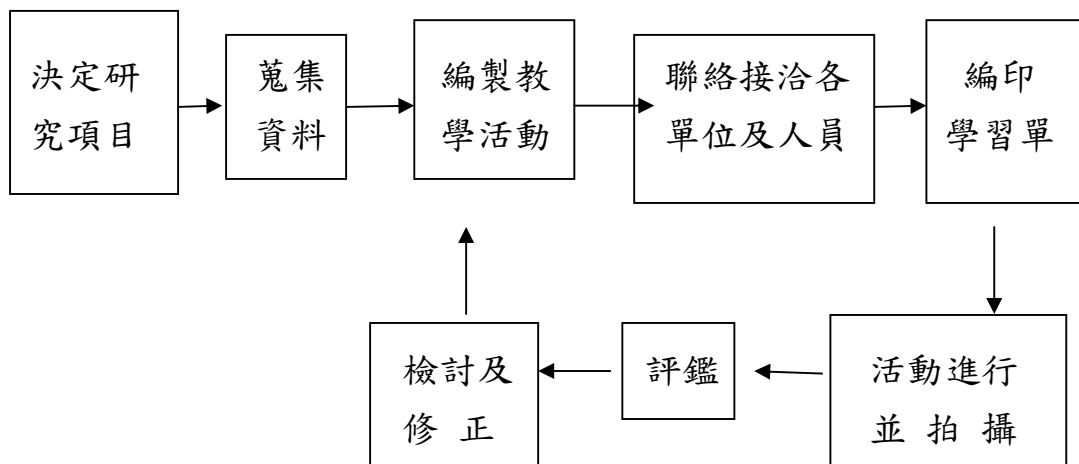 決定研
究項目
蒐集
資料
編製教
學活動
聯絡接洽各
單位及人員
編印
學習單
活動進行
並拍攝
評鑑
檢討及
修正